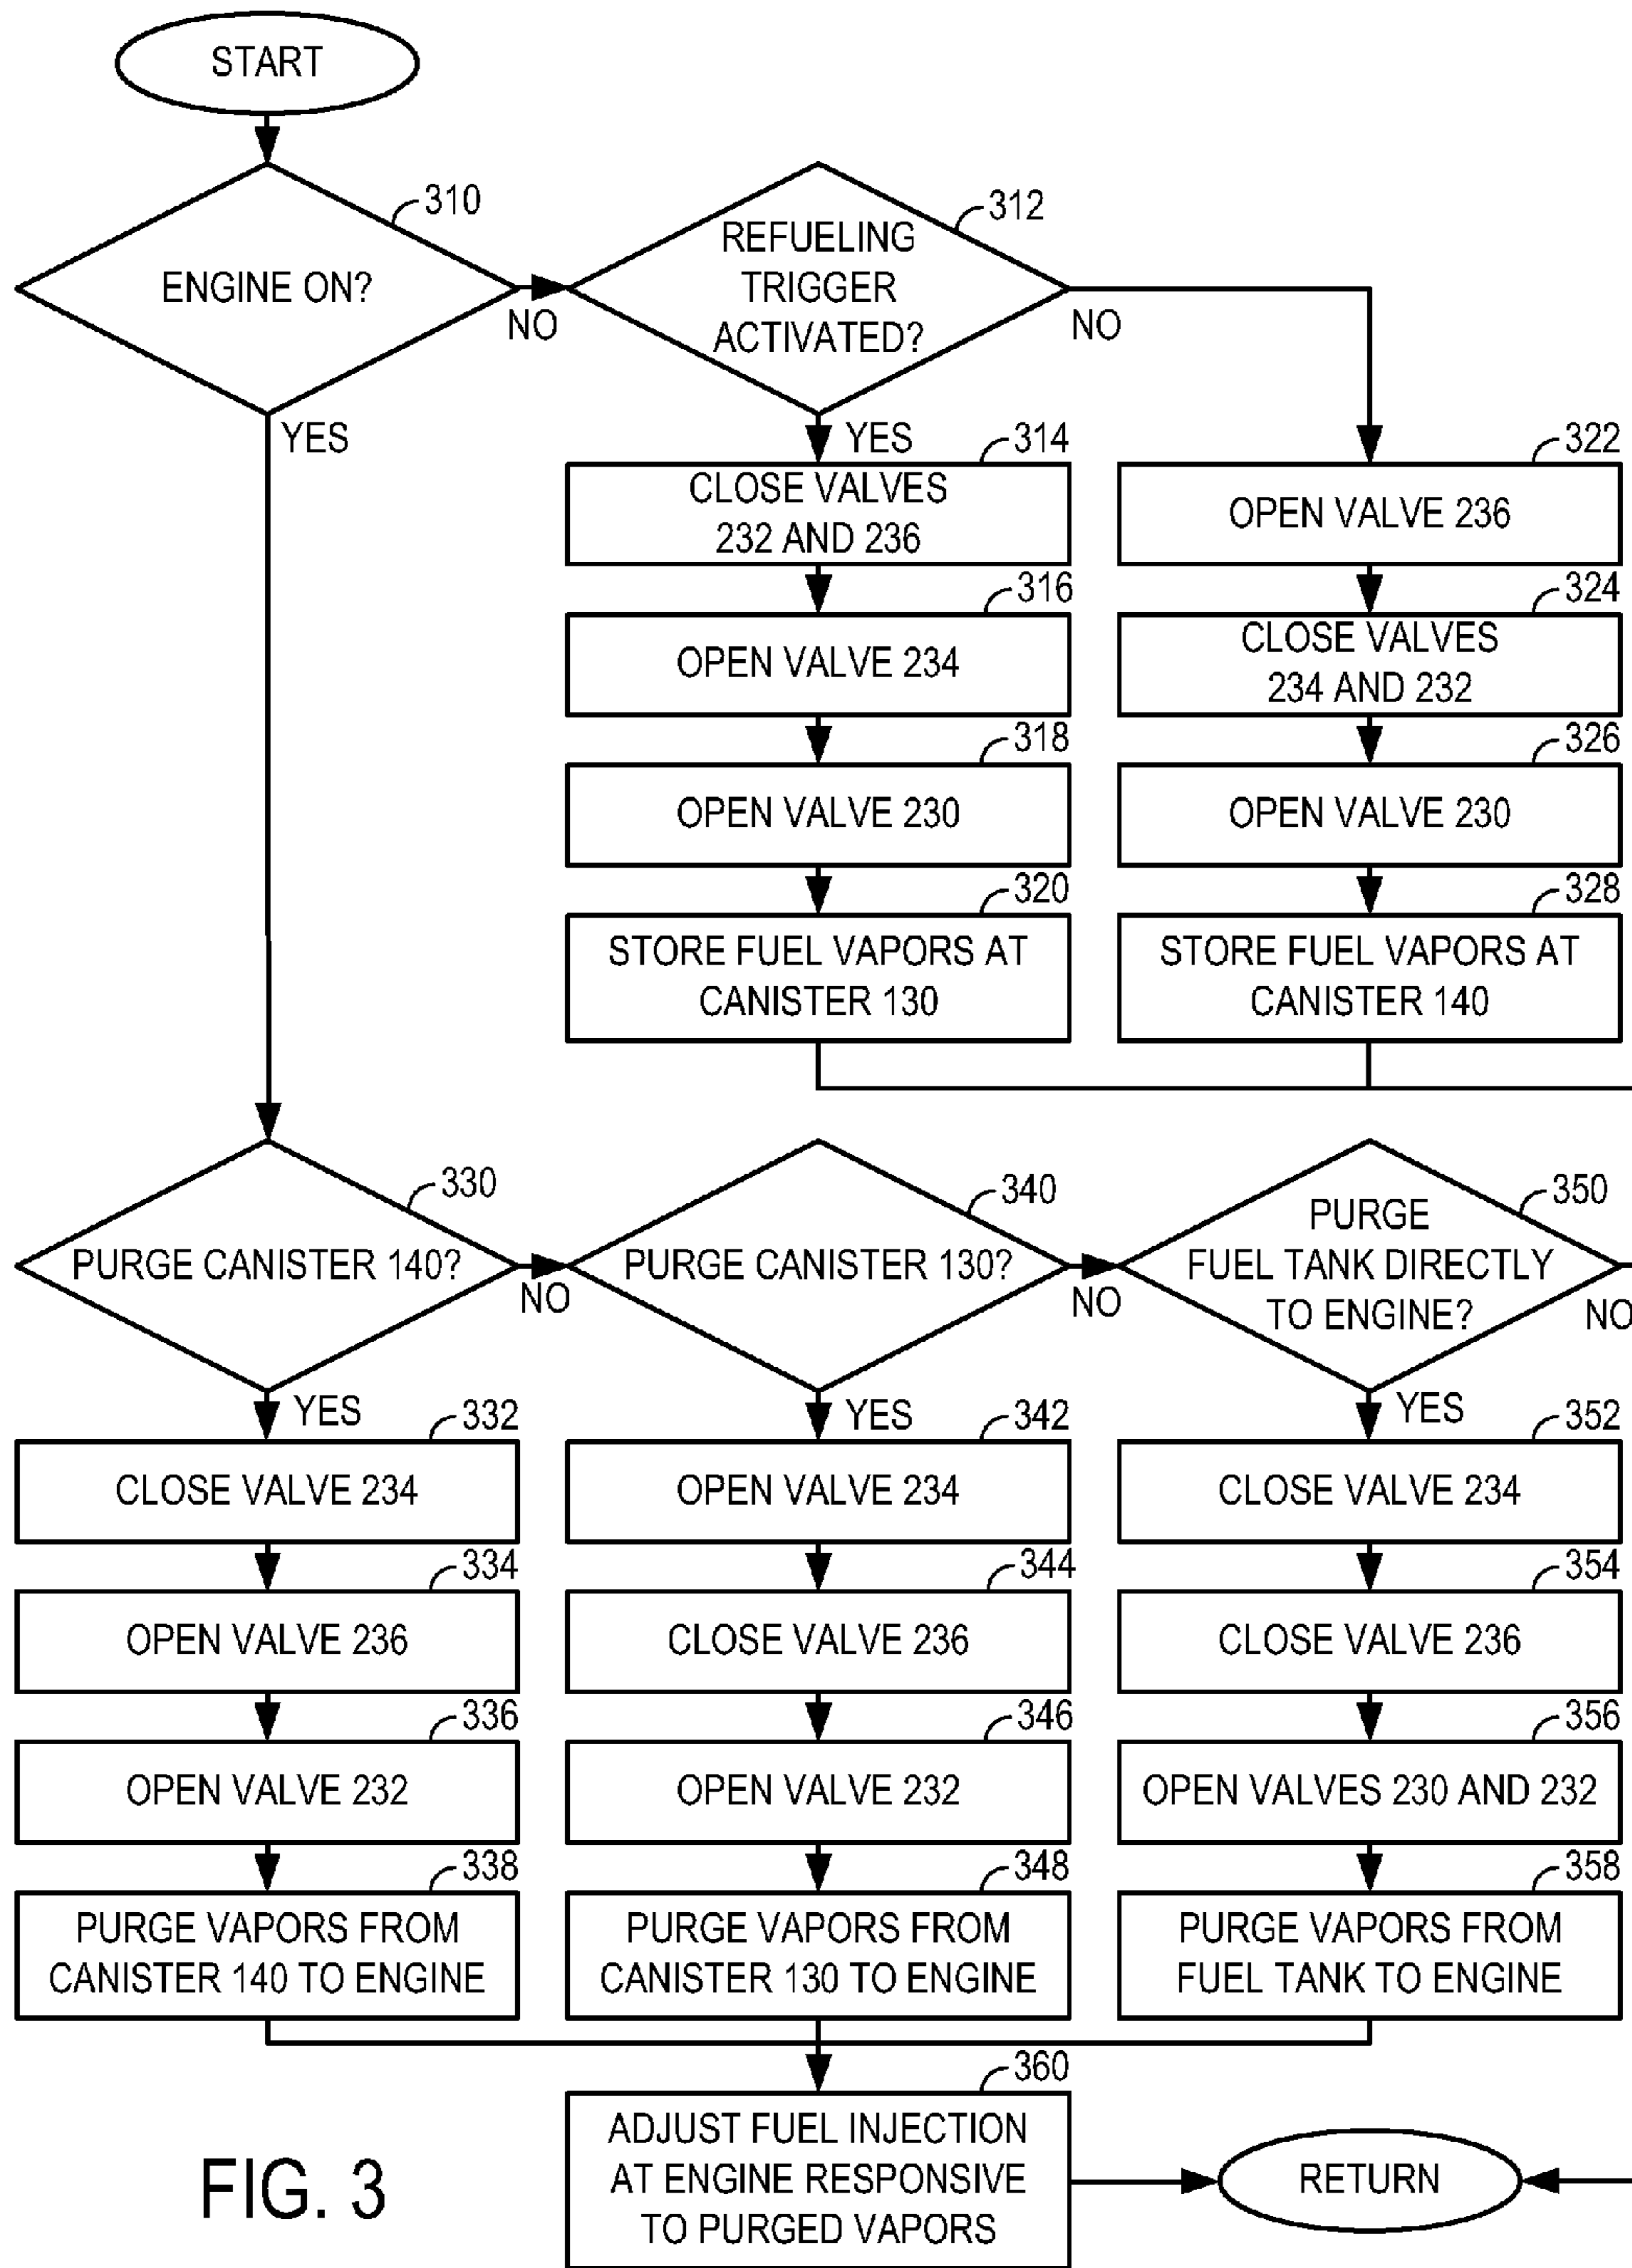 START
310
ENGINE ON?
NO
YES
312
REFUELING
TRIGGER
ACTIVATED?
NO
YES
314
CLOSE VALVES
232 AND 236
316
OPEN VALVE 234
318
OPEN VALVE 230
320
STORE FUEL VAPORS AT
CANISTER 130
322
OPEN VALVE 236
324
CLOSE VALVES
234 AND 232
326
OPEN VALVE 230
328
STORE FUEL VAPORS AT
CANISTER 140
330
PURGE CANISTER 140?
NO
YES
340
PURGE CANISTER 130?
NO
YES
350
PURGE
FUEL TANK DIRECTLY
TO ENGINE?
NO
YES
332
CLOSE VALVE 234
334
OPEN VALVE 236
336
OPEN VALVE 232
338
PURGE VAPORS FROM
CANISTER 140 TO ENGINE
342
OPEN VALVE 234
344
CLOSE VALVE 236
346
OPEN VALVE 232
348
PURGE VAPORS FROM
CANISTER 130 TO ENGINE
352
CLOSE VALVE 234
354
CLOSE VALVE 236
356
OPEN VALVES 230 AND 232
358
PURGE VAPORS FROM
FUEL TANK TO ENGINE
360
ADJUST FUEL INJECTION
AT ENGINE RESPONSIVE
TO PURGED VAPORS
RETURN
FIG. 3